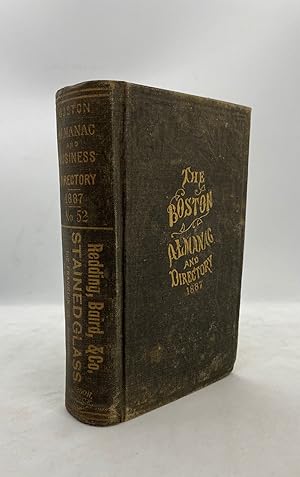 BOSTON
ALMANAC
AND
BUSINESS
DIRECTORY
1887
No. 52
Redding, Baird, & Co.
STAINED GLASS
THE
BOSTON
ALMANAC
AND
DIRECTORY
1887